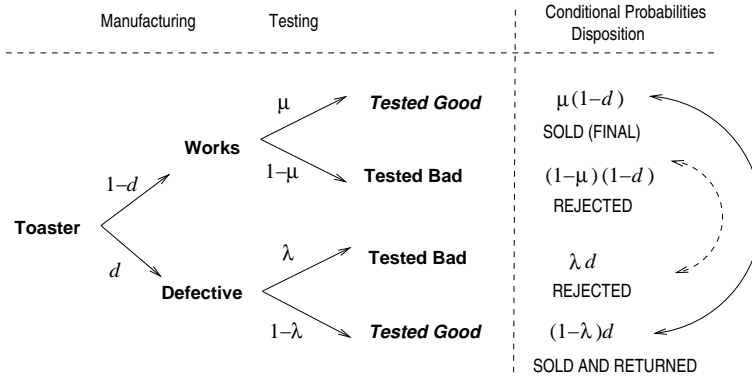 Manufacturing Testing Conditional Probabilities
Disposition
μ Tested Good μ(1–d)
SOLD (FINAL)
Works
1–μ Tested Bad (1–μ)(1–d)
1–d
REJECTED
Toaster
d
λ Tested Bad λd
Defective REJECTED
1–λ Tested Good (1–λ)d
SOLD AND RETURNED